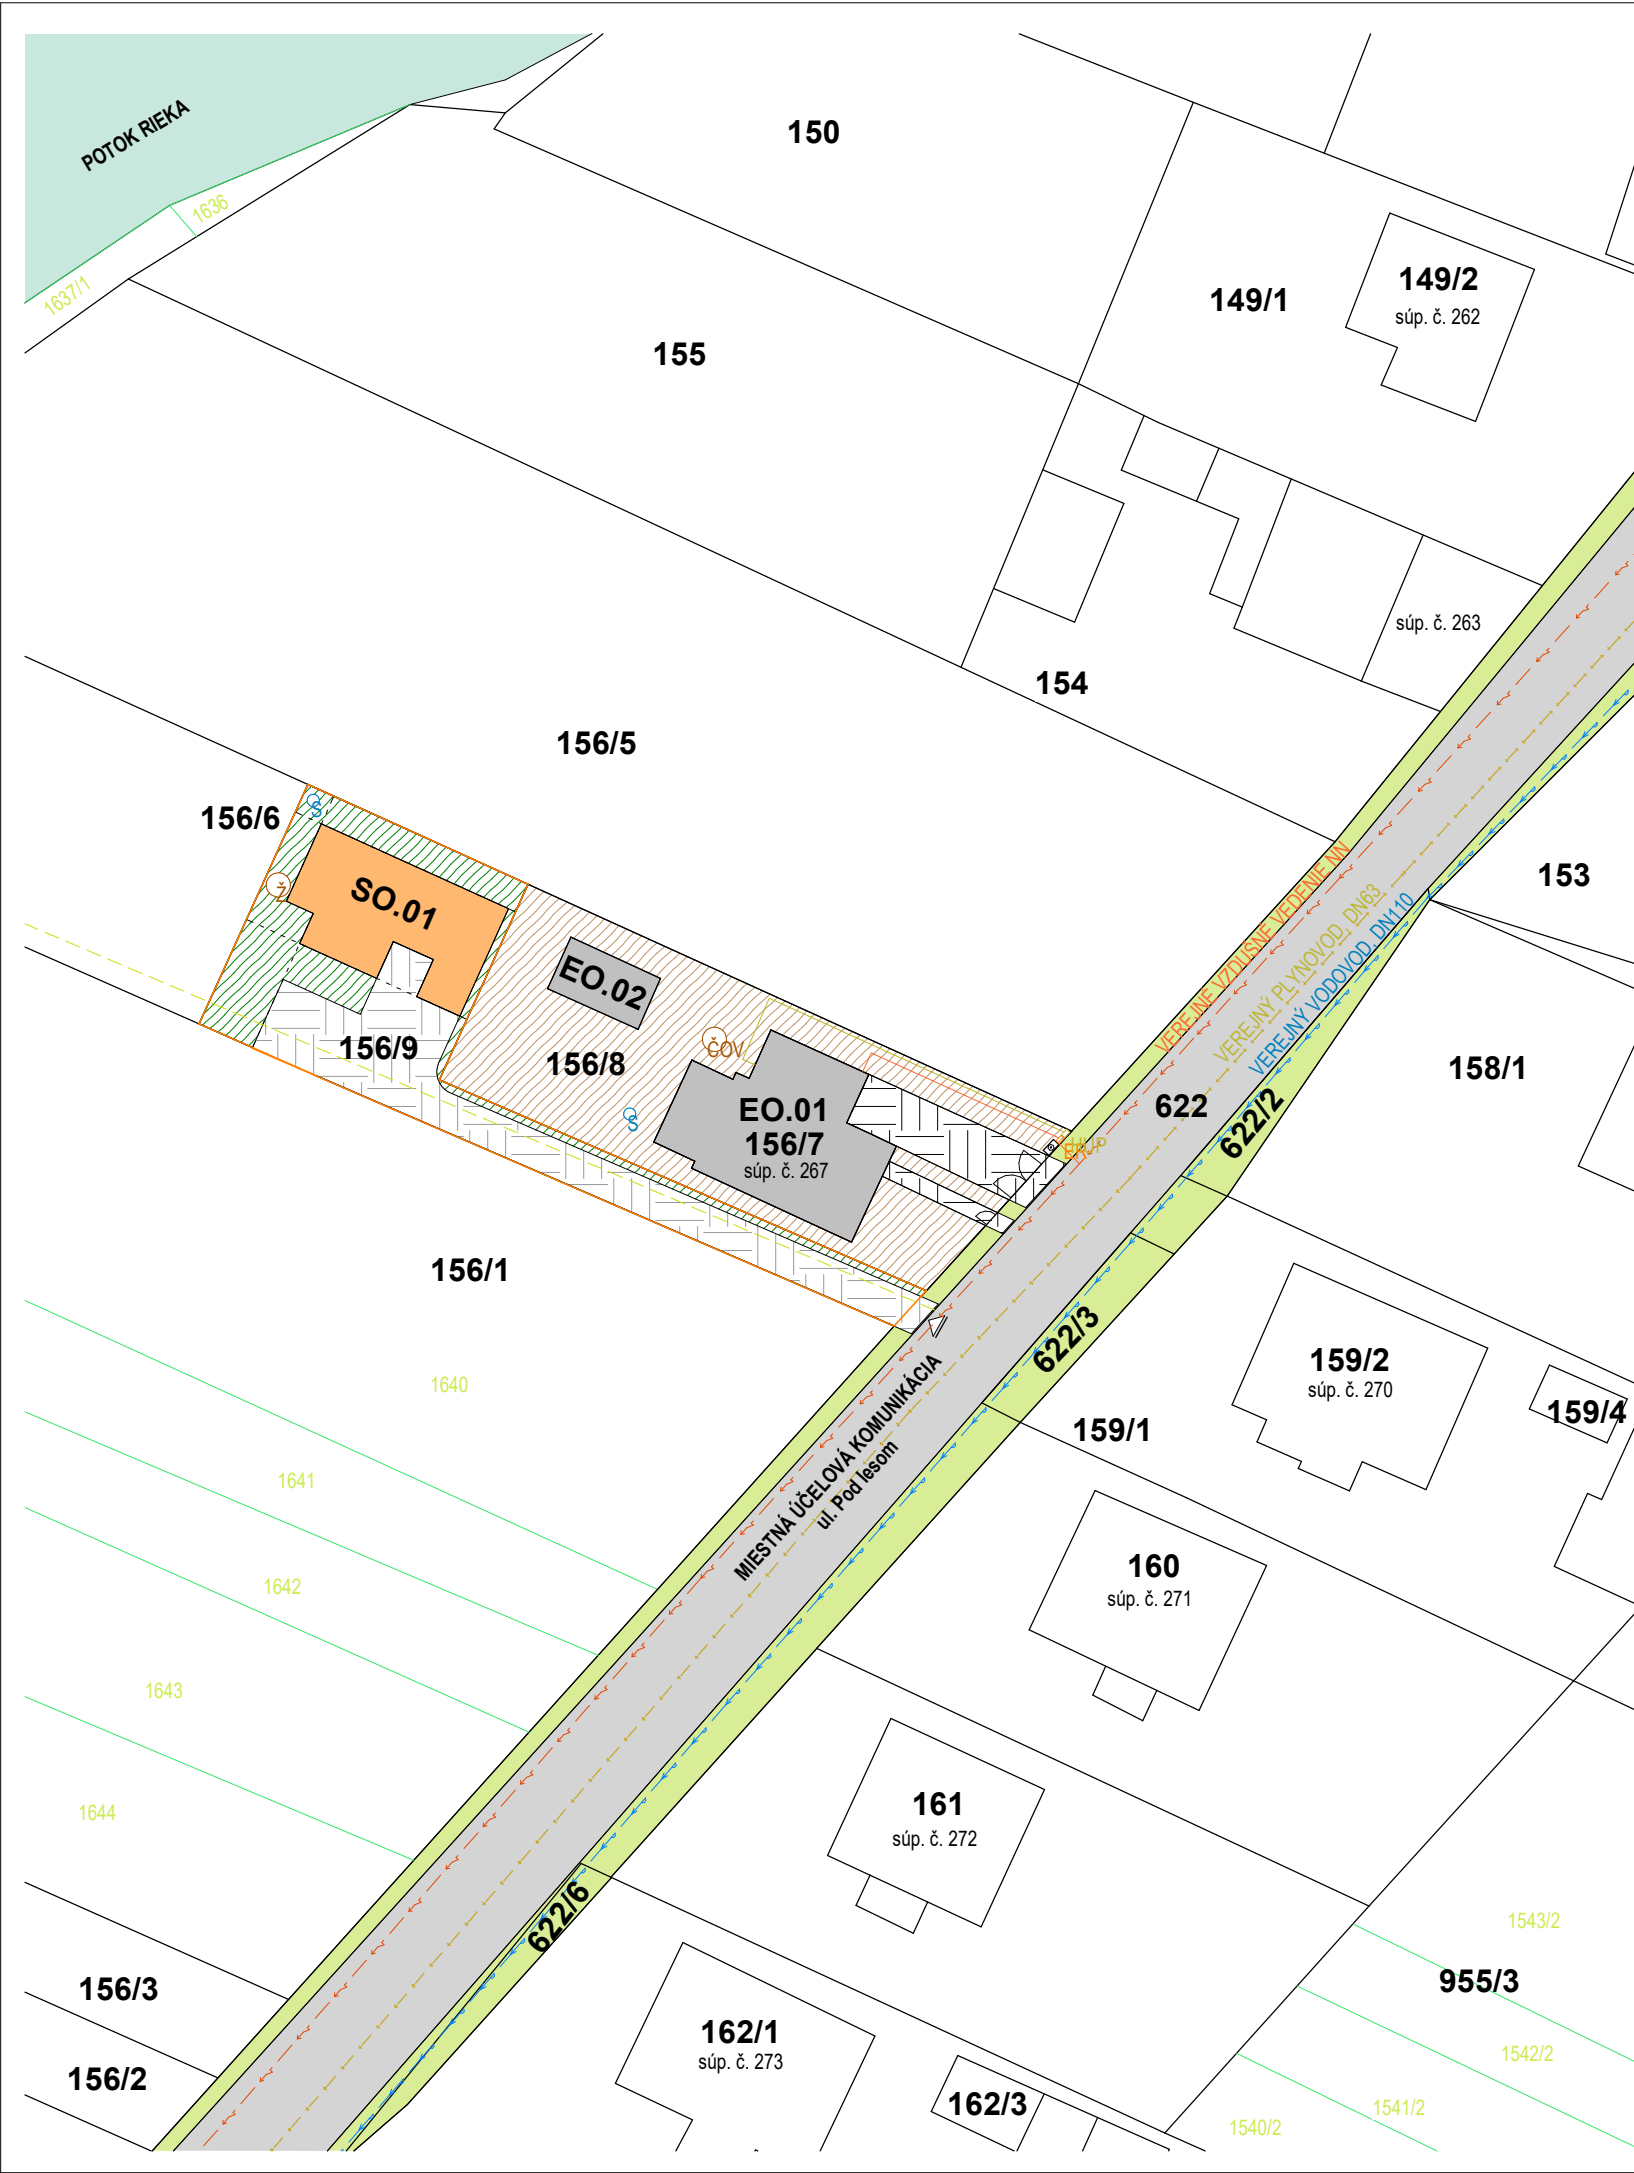 POTOK RIEKA
150
1636
1637/1
149/2
súp. č. 262
149/1
155
súp. č. 263
154
156/5
156/6
S
153
Ž
SO.01
EO.02
VEREJNÉ VZDUŠNÉ VEDENIE NN
VEREJNÝ PLYNOVOD, DN63
VEREJNÝ VODOVOD, DN110
156/9
156/8
ČOV
158/1
EO.01
156/7
súp. č. 267
S
622
622/2
HUP
ER
156/1
622/3
159/2
súp. č. 270
159/4
159/1
1640
MIESTNÁ ÚČELOVÁ KOMUNIKÁCIA
ul. Pod lesom
1641
160
súp. č. 271
1642
1643
161
súp. č. 272
1644
622/6
1543/2
955/3
156/3
162/1
súp. č. 273
1542/2
156/2
162/3
1541/2
1540/2